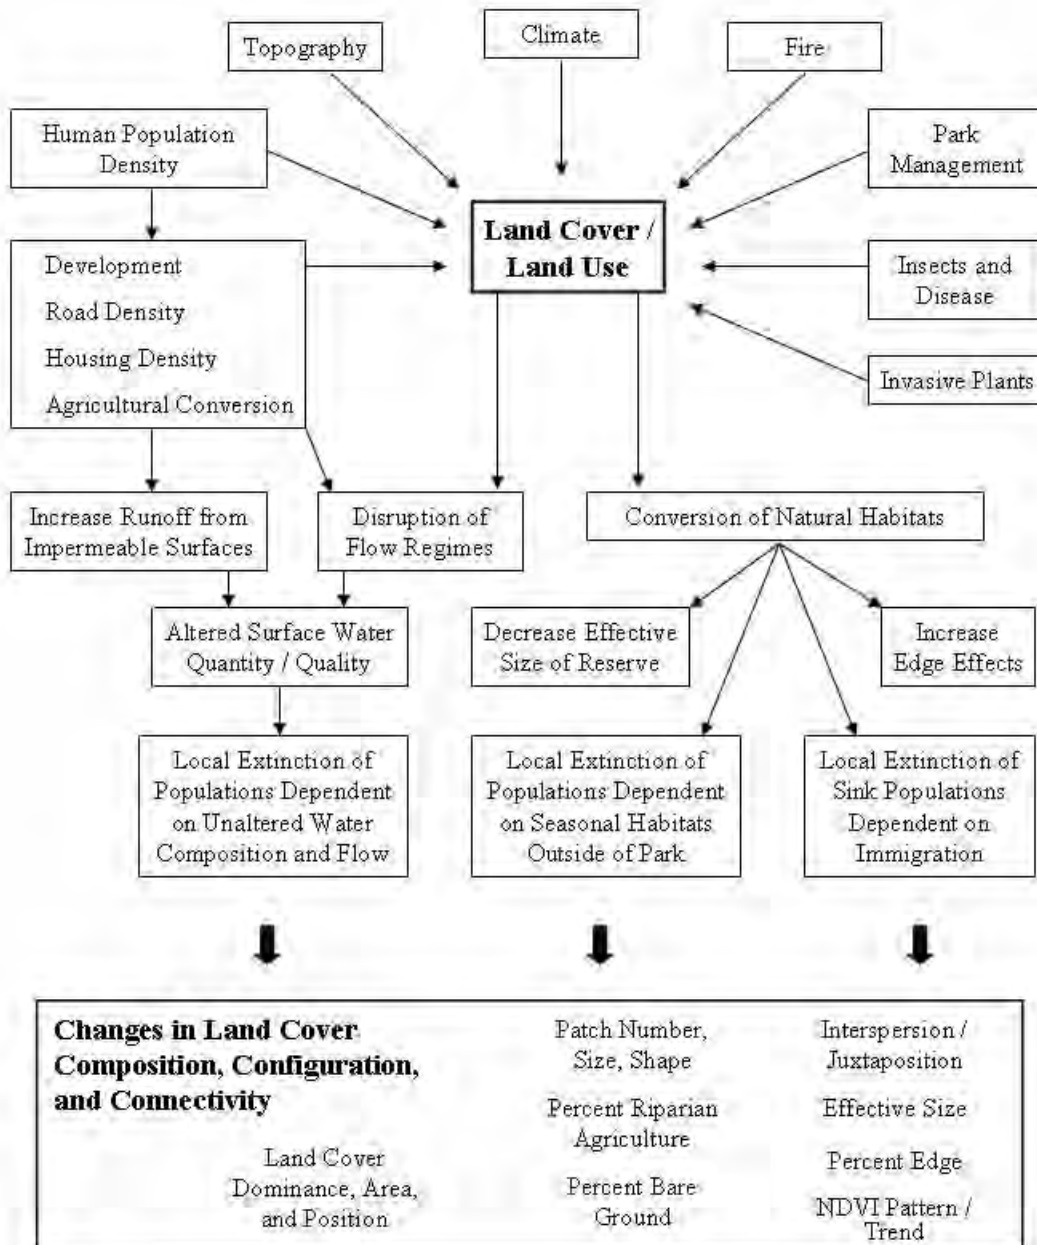 Topography
Climate
Fire
Human Population
Density
Park
Management
Land Cover /
Land Use
Development
Road Density
Housing Density
Agricultural Conversion
Insects and
Disease
Invasive Plants
Increase Runoff from
Impermeable Surfaces
Disruption of
Flow Regimes
Conversion of Natural Habitats
Altered Surface Water
Quantity / Quality
Decrease Effective
Size of Reserve
Increase
Edge Effects
Local Extinction of
Populations Dependent
on Unaltered Water
Composition and Flow
Local Extinction of
Populations Dependent
on Seasonal Habitats
Outside of Park
Local Extinction of
Sink Populations
Dependent on
Immigration
Changes in Land Cover
Composition, Configuration,
and Connectivity
Land Cover
Dominance, Area,
and Position
Patch Number,
Size, Shape
Percent Riparian
Agriculture
Percent Bare
Ground
Interspersion /
Juxtaposition
Effective Size
Percent Edge
NDVI Pattern /
Trend